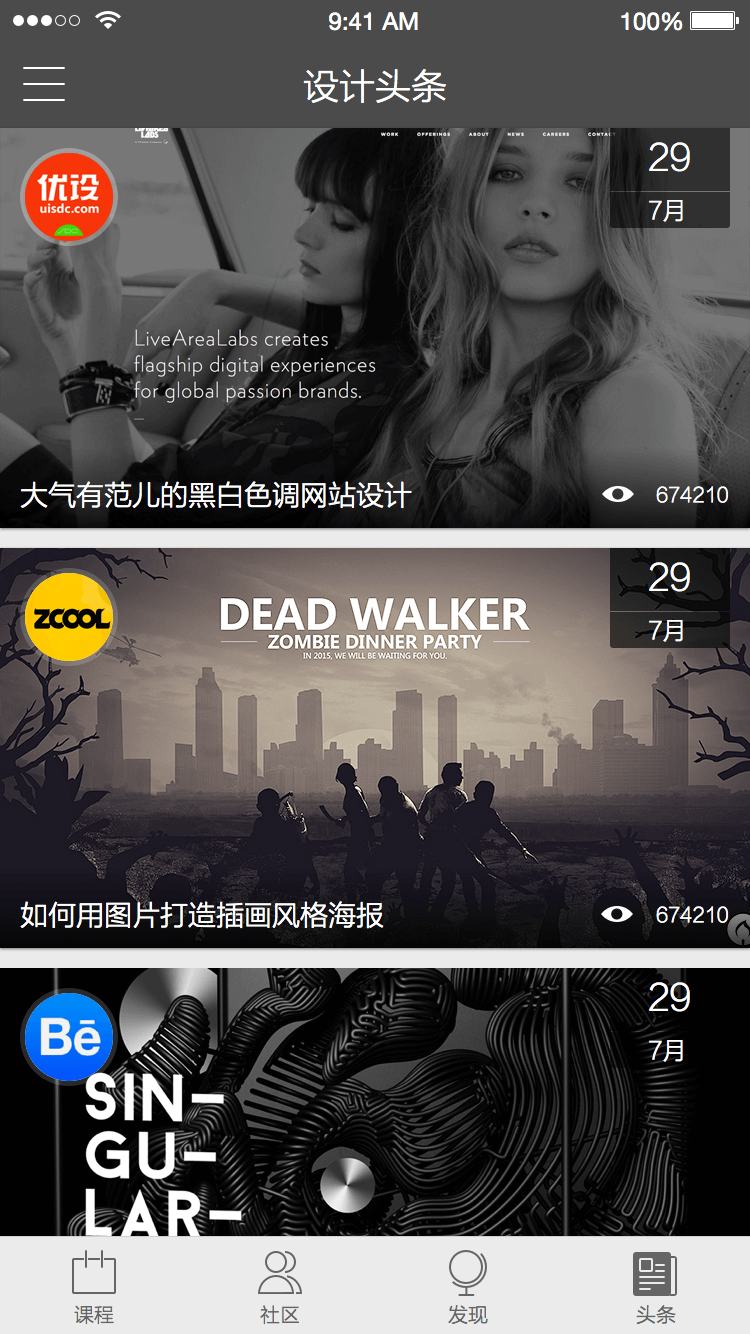 9:41 AM
100%
设计头条
LABS
WORK OFFERINGS ABOUT NEWS CAREERS CONTACT
优设
uisdc.com
29
7月
LiveAreaLabs creates
flagship digital experiences
for global passion brands.
大气有范儿的黑白色调网站设计
674210
ZCOOL
29
7月
DEAD WALKER
ZOMBIE DINNER PARTY
IN 2015, WE WILL BE WAITING FOR YOU.
如何用图片打造插画风格海报
674210
Bē
29
7月
SIN–
GU–
LAR–
课程
社区
发现
头条